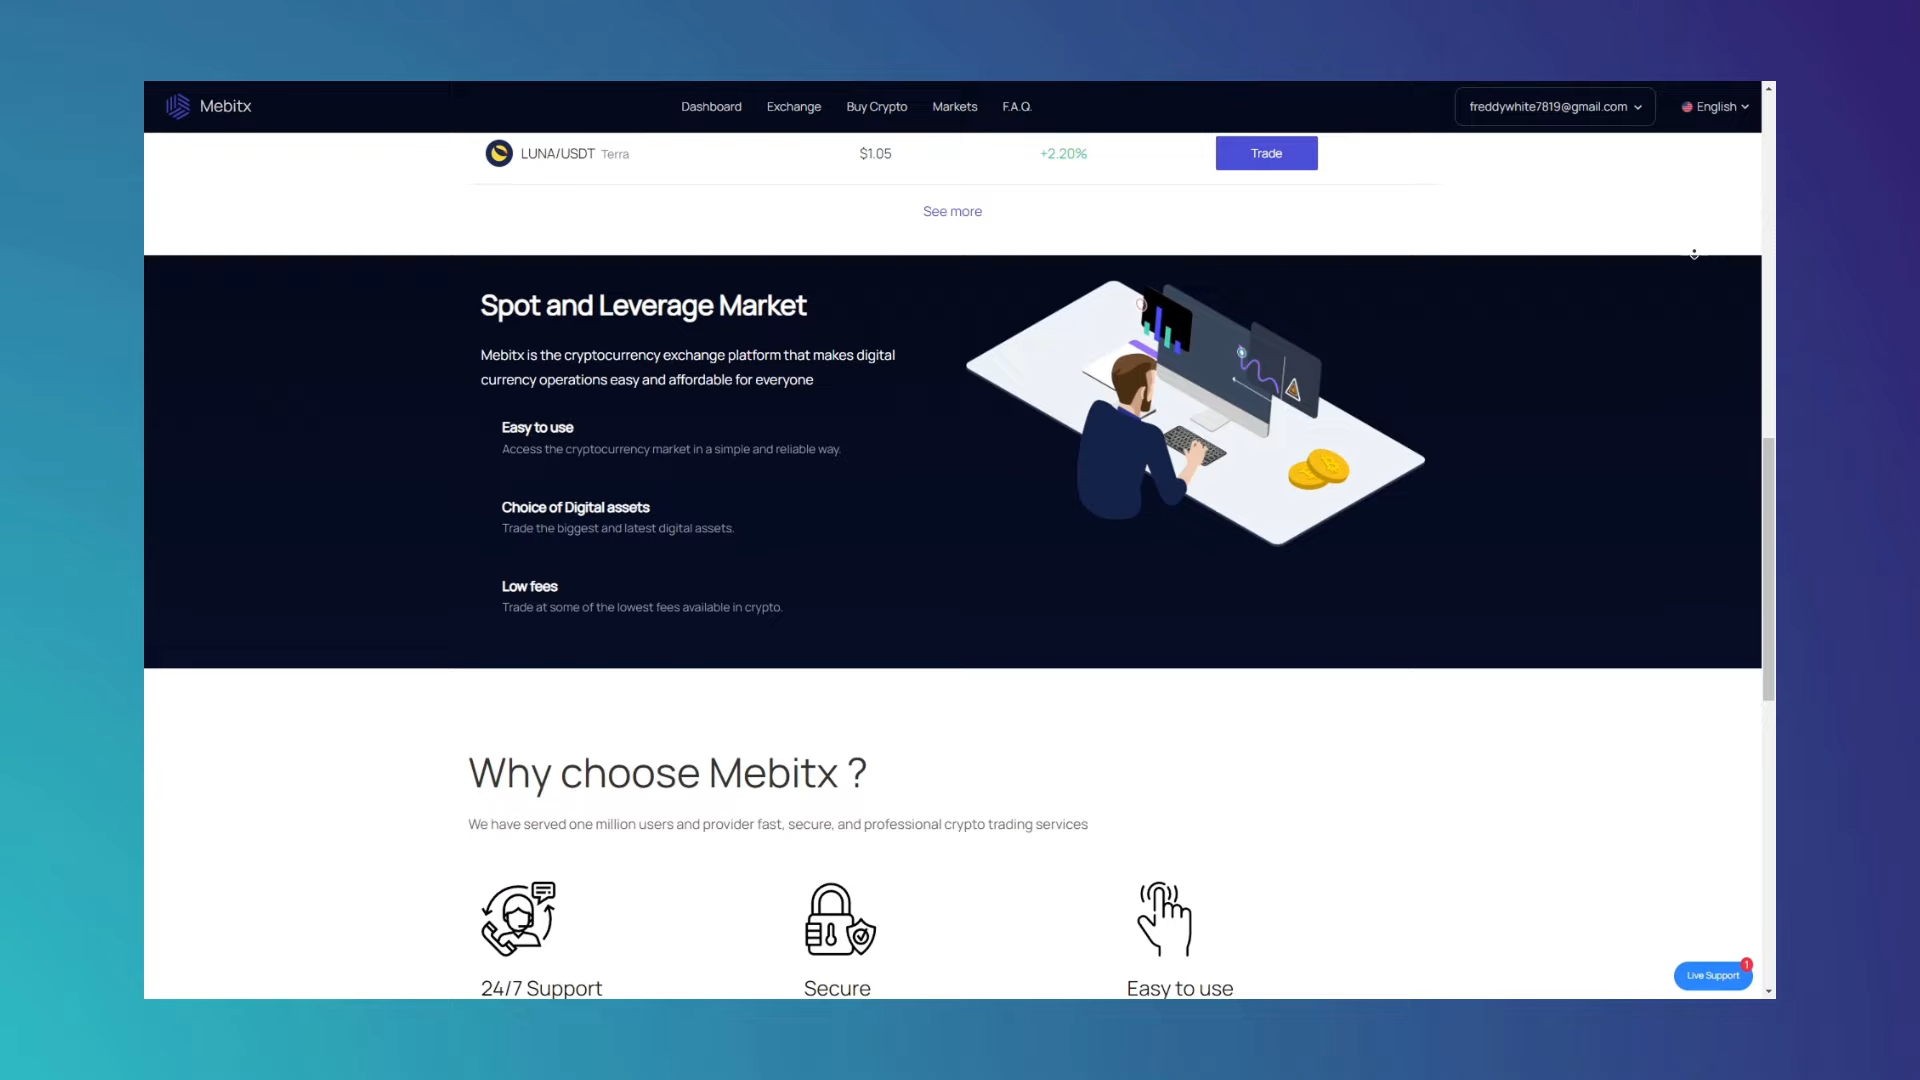 Mebitx
Dashboard Exchange Buy Crypto Markets F.A.Q.
freddywhite7819@gmail.com
English
LUNA/USDT Terra $1.05 +2.20% Trade
See more
Spot and Leverage Market
Mebitx is the cryptocurrency exchange platform that makes digital
currency operations easy and affordable for everyone
Easy to use
Access the cryptocurrency market in a simple and reliable way.
Choice of Digital assets
Trade the biggest and latest digital assets.
Low fees
Trade at some of the lowest fees available in crypto.
Why choose Mebitx ?
We have served one million users and provider fast, secure, and professional crypto trading services
24/7 Support Secure Easy to use
Live Support 1